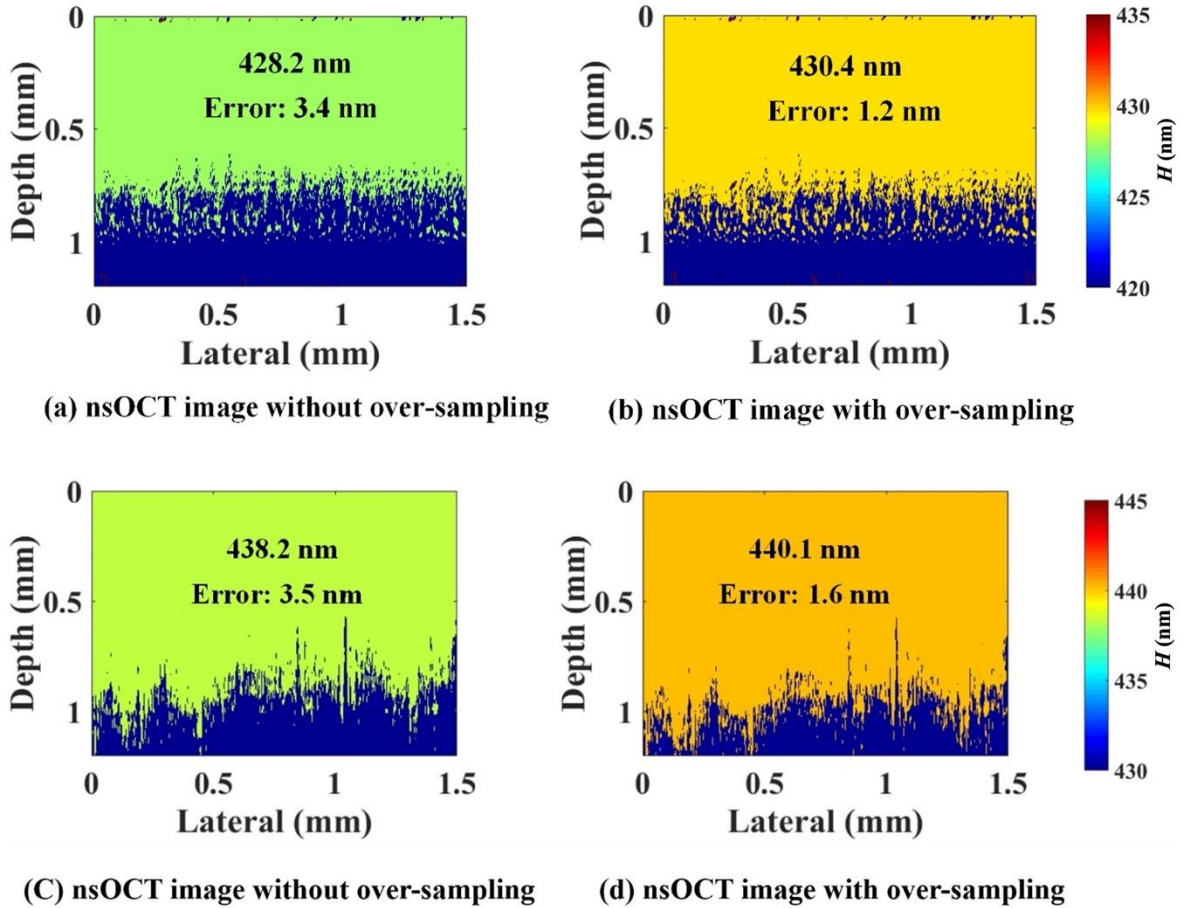 0
0.5
1
Depth (mm)
428.2 nm
Error: 3.4 nm
0 0.5 1 1.5
Lateral (mm)
(a) nsOCT image without over-sampling
0
0.5
1
Depth (mm)
430.4 nm
Error: 1.2 nm
0 0.5 1 1.5
Lateral (mm)
(b) nsOCT image with over-sampling
435
430
425
420
H (nm)
0
0.5
1
Depth (mm)
438.2 nm
Error: 3.5 nm
0 0.5 1 1.5
Lateral (mm)
(C) nsOCT image without over-sampling
0
0.5
1
Depth (mm)
440.1 nm
Error: 1.6 nm
0 0.5 1 1.5
Lateral (mm)
(d) nsOCT image with over-sampling
445
440
435
430
H (nm)